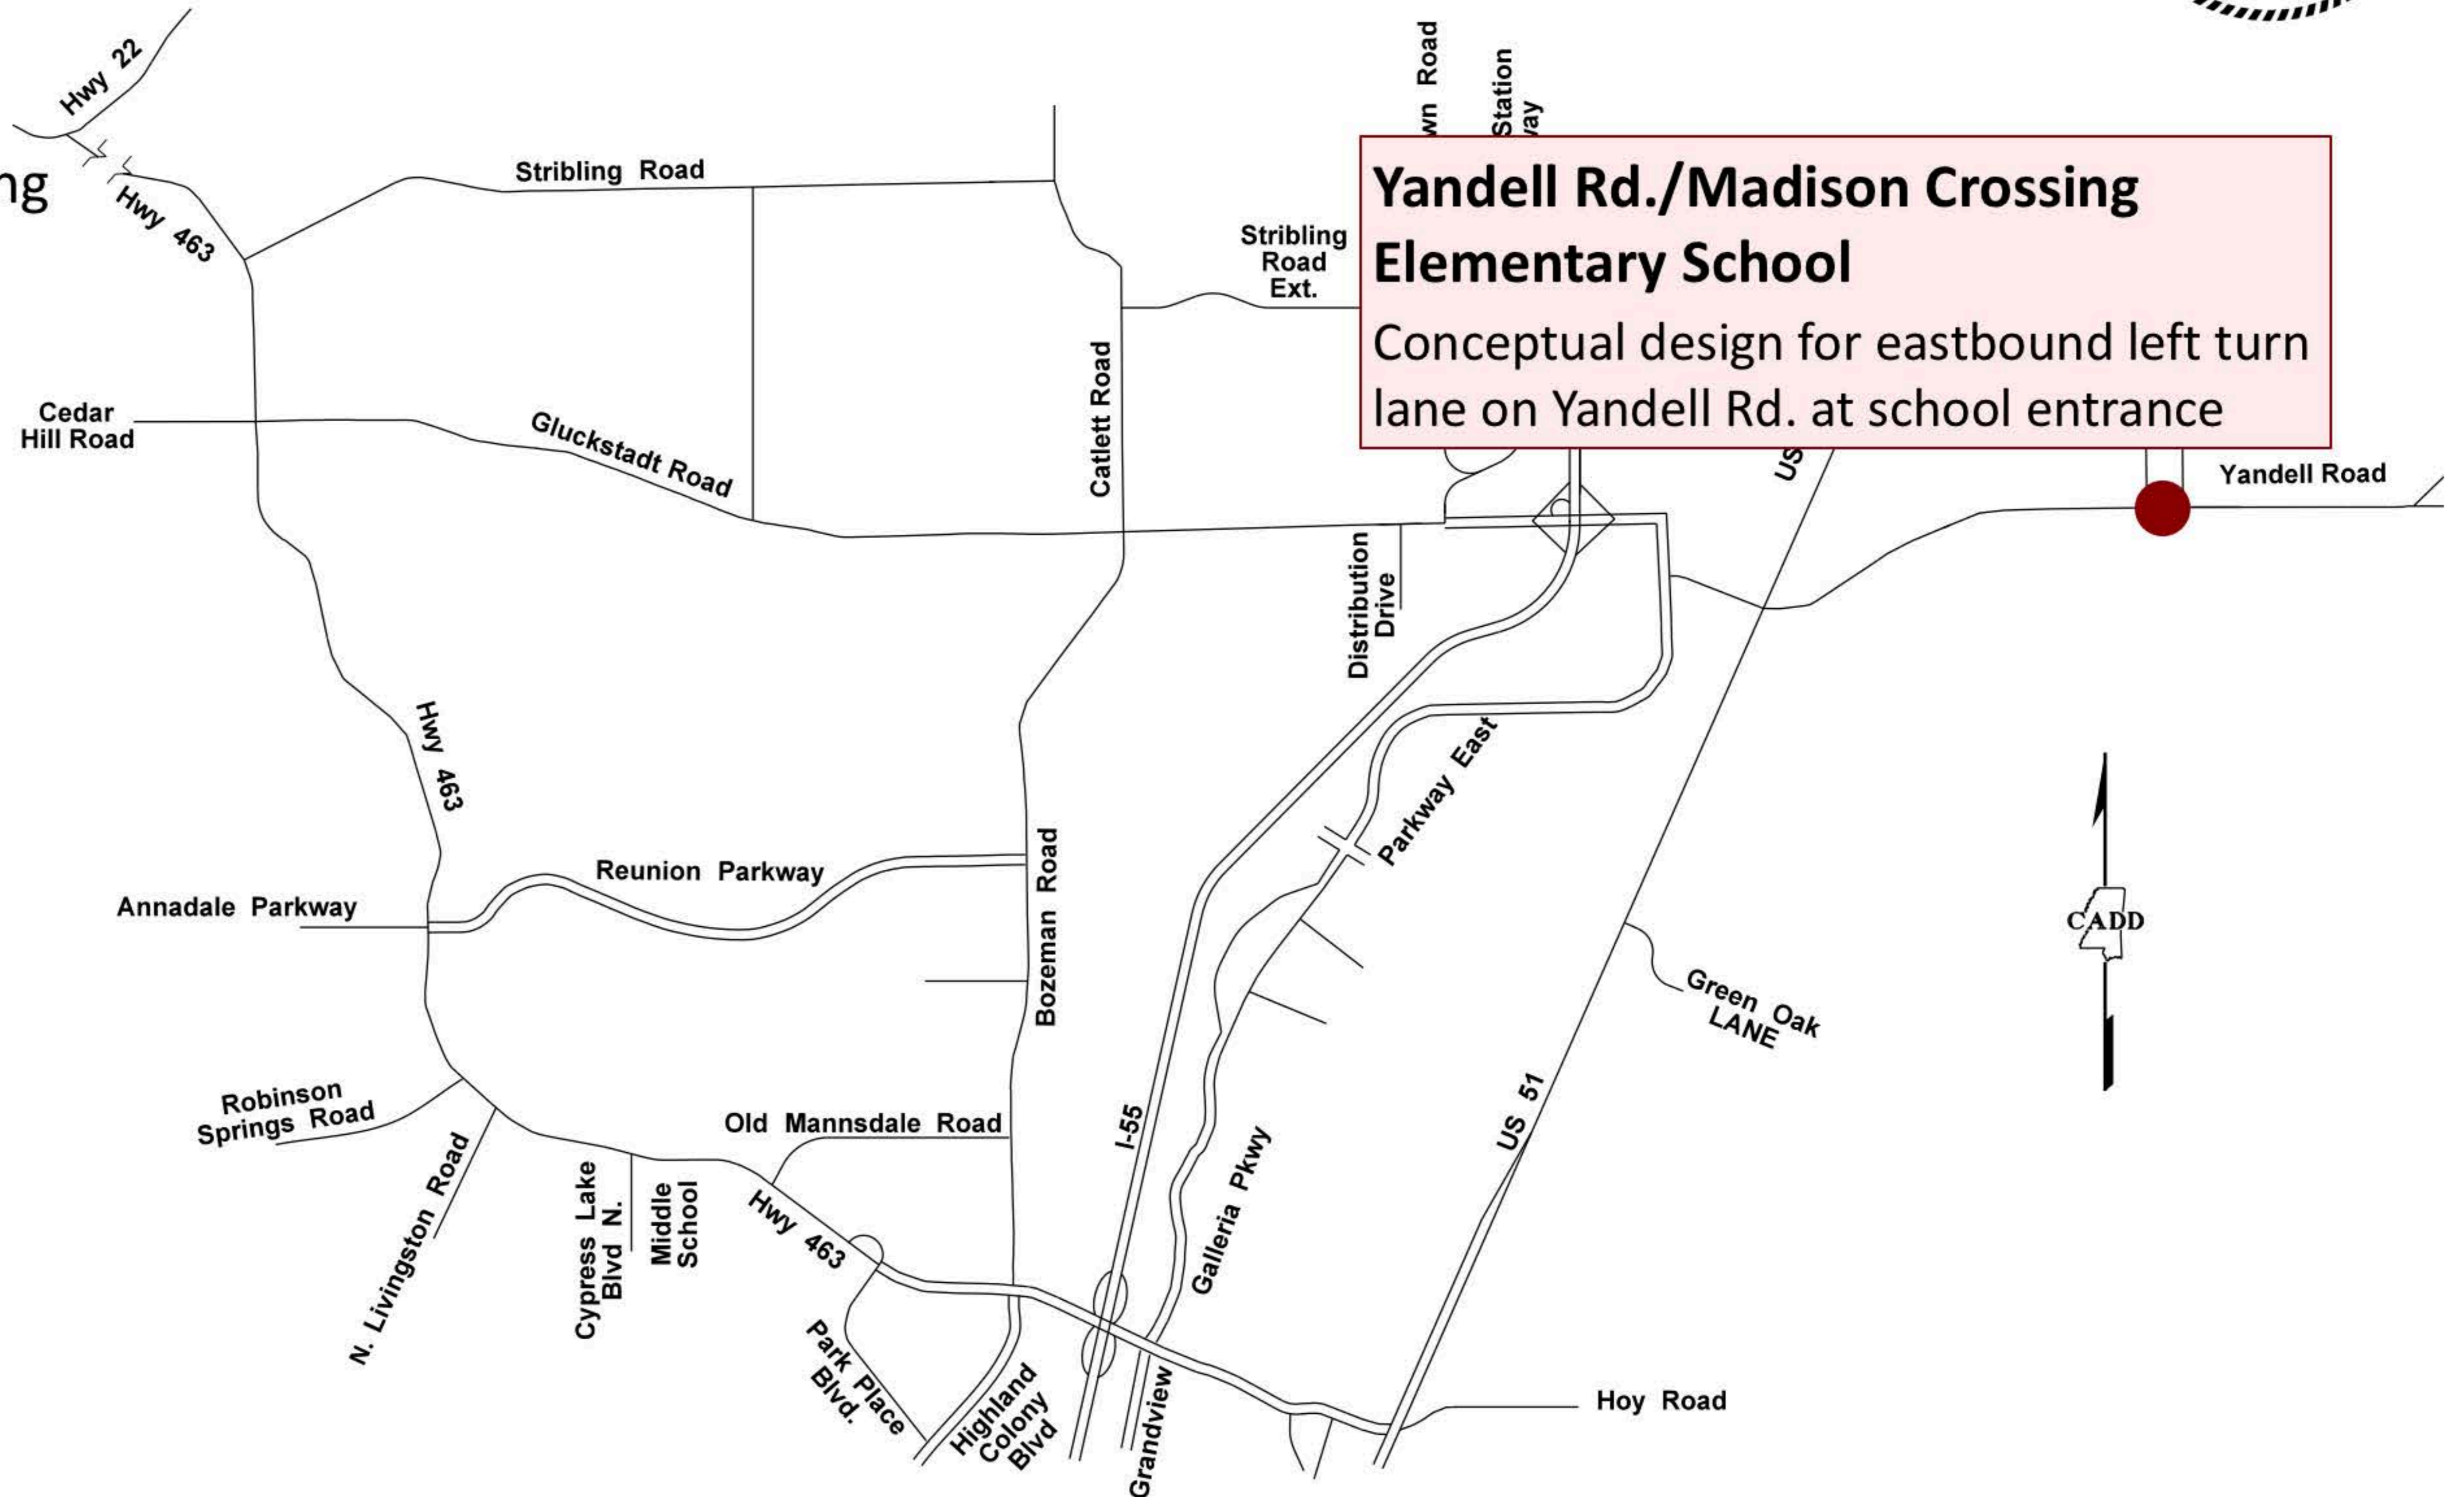 Hwy 22
ng
Hwy 463
Stribling Road
Stribling
Road
Ext.
Road
Station
Yandell Rd./Madison Crossing
Elementary School
Conceptual design for eastbound left turn
lane on Yandell Rd. at school entrance
Cedar
Hill Road
Gluckstadt Road
Catlett Road
US
Yandell Road
Distribution
Drive
Hwy 463
Parkway East
Reunion Parkway
Annadale Parkway
Bozeman Road
CADD
Green Oak
LANE
Robinson
Springs Road
Old Mannsdale Road
I-55
US 51
N. Livingston Road
Cypress Lake
Blvd N.
Middle
School
Hwy 463
Galleria Pkwy
Park Place
Blvd.
Highland
Colony
Blvd
Grandview
Hoy Road